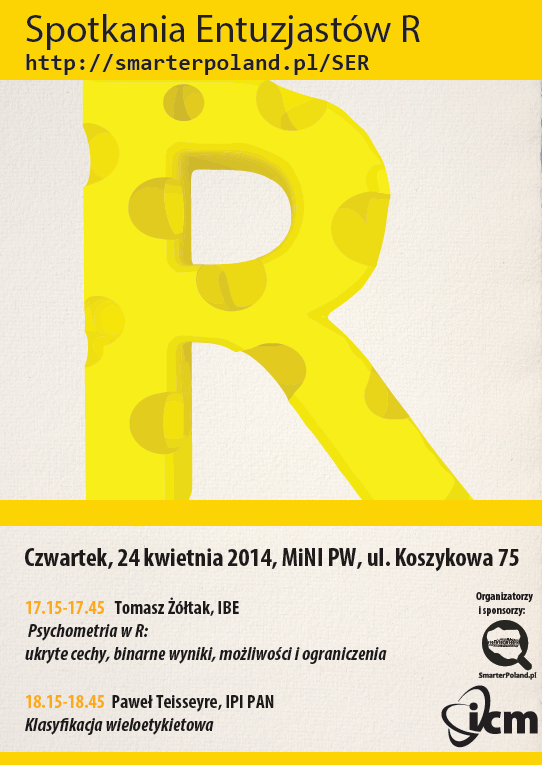 Spotkania Entuzjastów R
http://smarterpoland.pl/SER
R
Czwartek, 24 kwietnia 2014, MiNI PW, ul. Koszykowa 75
17.15-17.45 Tomasz Żółtak, IBE
Psychometria w R:
ukryte cechy, binarne wyniki, możliwości i ograniczenia
18.15-18.45 Paweł Teisseyre, IPI PAN
Klasyfikacja wieloetykietowa
Organizatorzy
i sponsorzy:
SmarterPoland.pl
icm